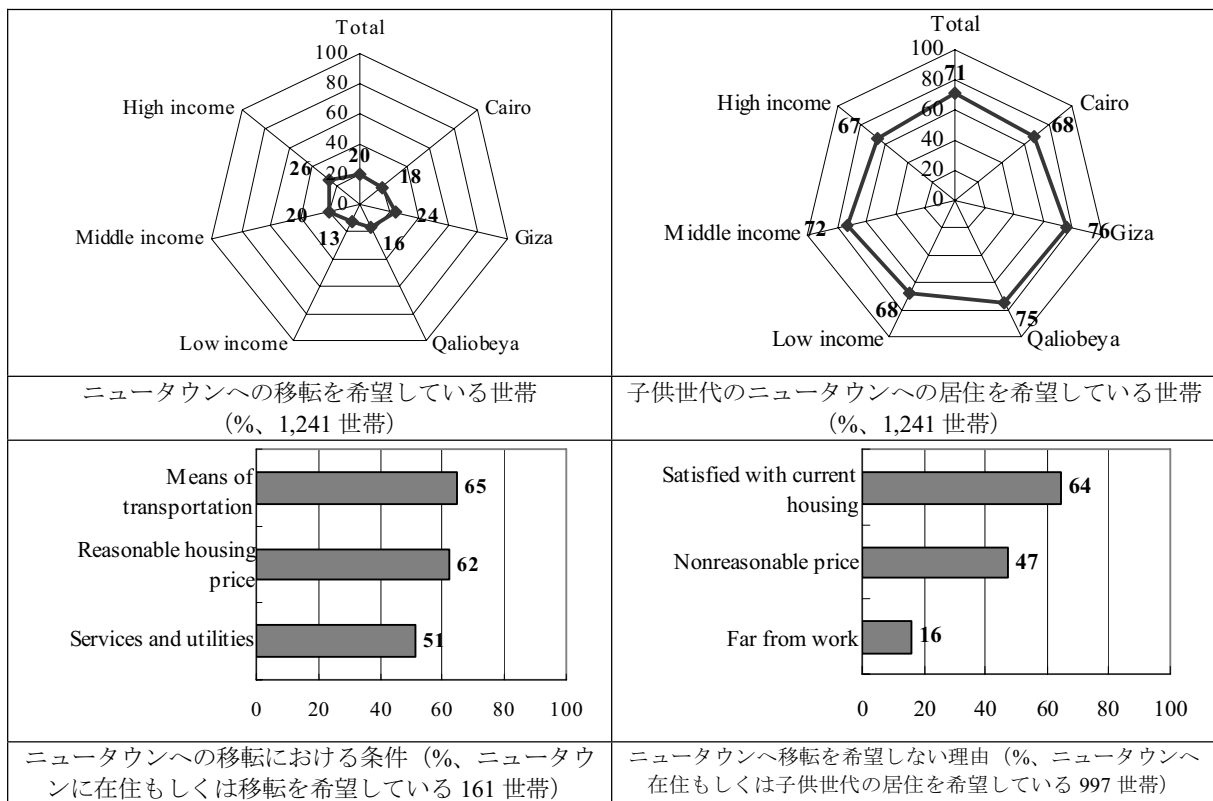 Total
100
80
60
40
20
0
20
18
24
16
13
20
26
Cairo
Giza
Qaliobeya
Low income
Middle income
High income
Total
100
80
60
40
20
0
71
68
76
75
68
72
67
Cairo
Giza
Qaliobeya
Low income
Middle income
High income
ニュータウンへの移転を希望している世帯
(%、1,241 世帯)
子供世代のニュータウンへの居住を希望している世帯
(%、1,241 世帯)
Means of
transportation
65
Reasonable housing
price
62
Services and utilities
51
0 20 40 60 80 100
Satisfied with current
housing
64
Nonreasonable price
47
Far from work
16
0 20 40 60 80 100
ニュータウンへの移転における条件（%、ニュータウ
ンに在住もしくは移転を希望している 161 世帯）
ニュータウンへ移転を希望しない理由（%、ニュータウンへ
在住もしくは子供世代の居住を希望している 997 世帯）